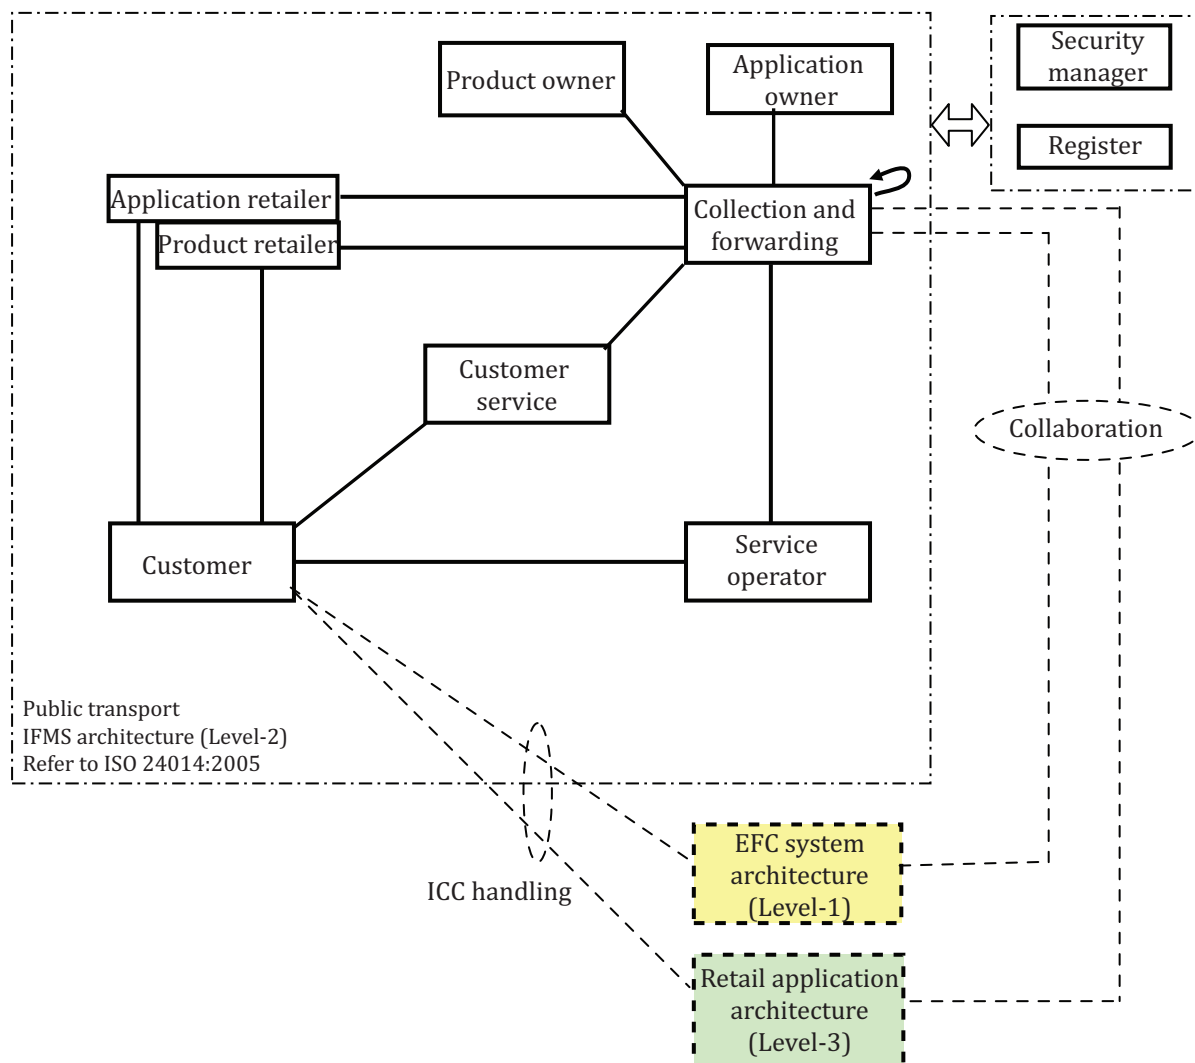 Product owner
Application
owner
Security
manager
Register
Application retailer
Product retailer
Collection and
forwarding
Customer
service
Collaboration
Customer
Service
operator
Public transport
IFMS architecture (Level-2)
Refer to ISO 24014:2005
ICC handling
EFC system
architecture
(Level-1)
Retail application
architecture
(Level-3)